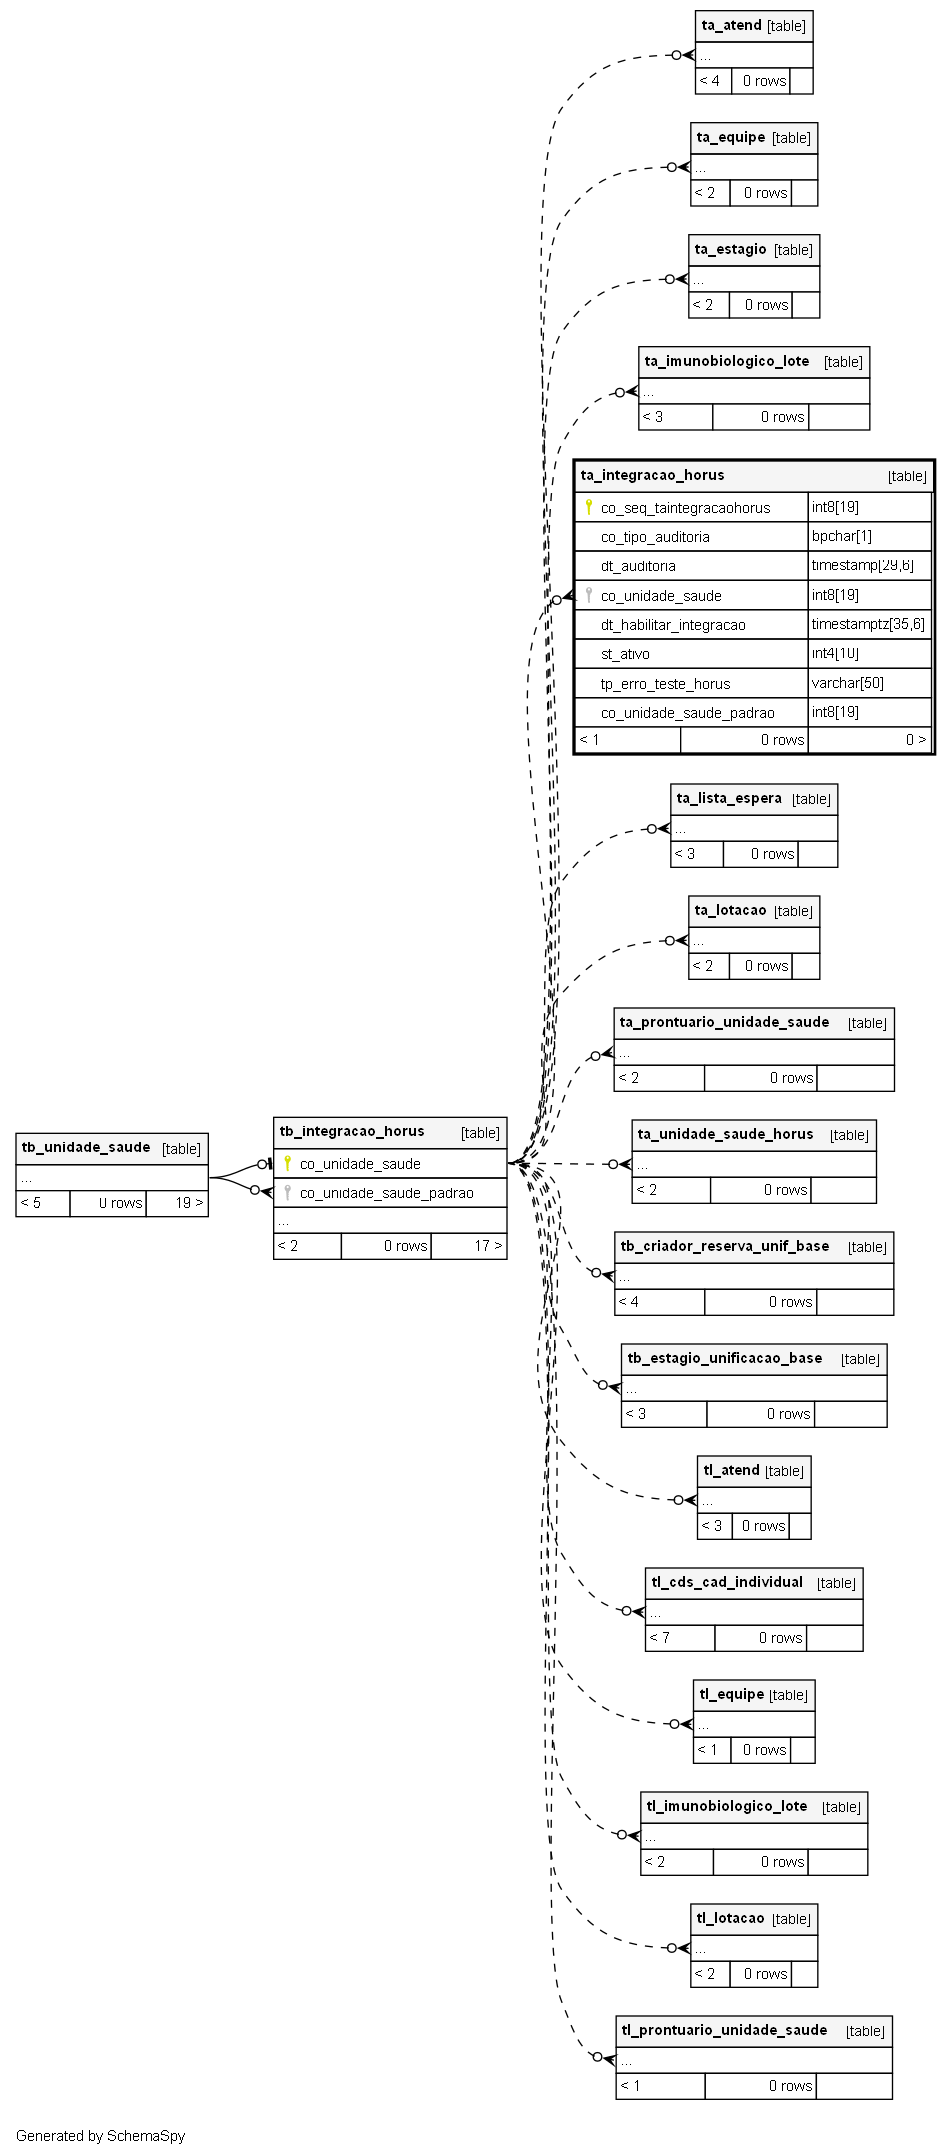 ta_atend [table]
...
< 4 0 rows
ta_equipe [table]
...
< 2 0 rows
ta_estagio [table]
...
< 2 0 rows
ta_imunobiologico_lote [table]
...
< 3 0 rows
ta_integracao_horus [table]
co_seq_taintegracaohorus int8[19]
co_tipo_auditoria bpchar[1]
dt_auditoria timestamp[29,6]
co_unidade_saude int8[19]
dt_habilitar_integracao timestamptz[35,6]
st_ativo int4[10]
tp_erro_teste_horus varchar[50]
co_unidade_saude_padrao int8[19]
< 1 0 rows 0 >
ta_lista_espera [table]
...
< 3 0 rows
ta_lotacao [table]
...
< 2 0 rows
ta_prontuario_unidade_saude [table]
...
< 2 0 rows
tb_unidade_saude [table]
...
< 5 0 rows 19 >
tb_integracao_horus [table]
co_unidade_saude
co_unidade_saude_padrao
...
< 2 0 rows 17 >
ta_unidade_saude_horus [table]
...
< 2 0 rows
tb_criador_reserva_unif_base [table]
...
< 4 0 rows
tb_estagio_unificacao_base [table]
...
< 3 0 rows
tl_atend [table]
...
< 3 0 rows
tl_cds_cad_individual [table]
...
< 7 0 rows
tl_equipe [table]
...
< 1 0 rows
tl_imunobiologico_lote [table]
...
< 2 0 rows
tl_lotacao [table]
...
< 2 0 rows
tl_prontuario_unidade_saude [table]
...
< 1 0 rows
Generated by SchemaSpy